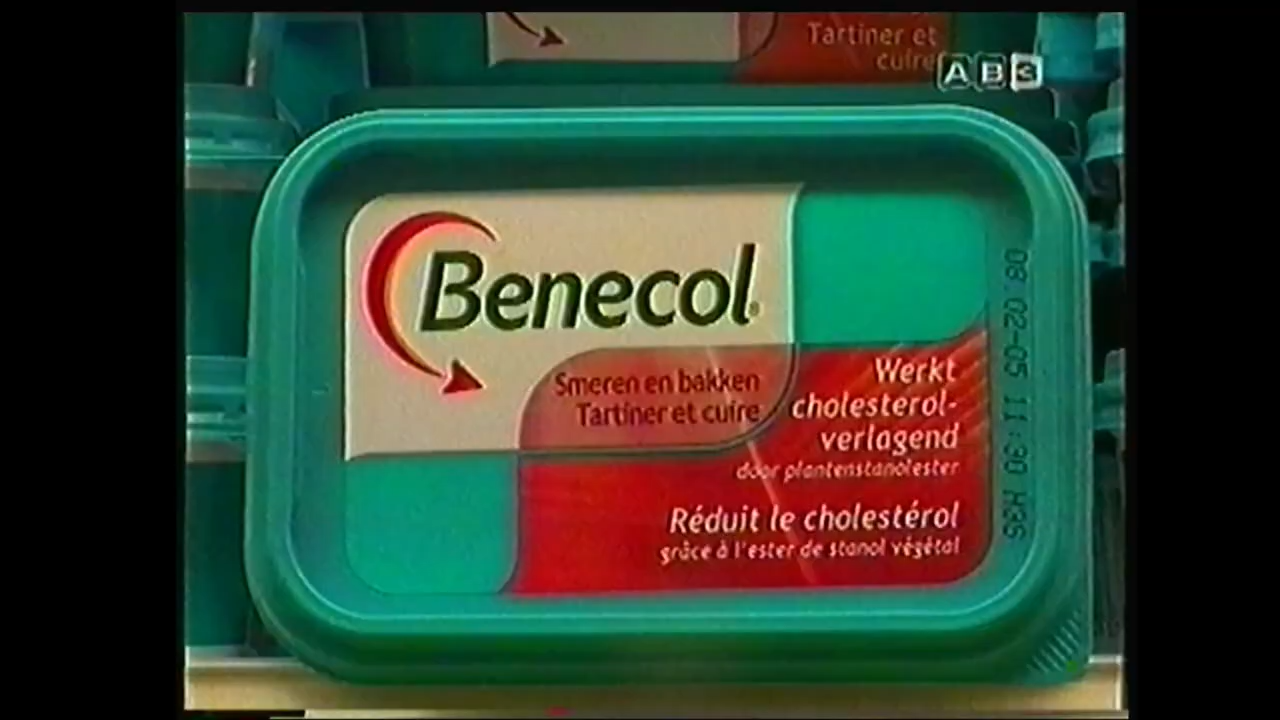 Tartiner et
cuire
AB3
Benecol
Smeren en bakken
Tartiner et cuire
Werkt
cholesterol-
verlagend
door plantenstanolester
Réduit le cholestérol
grâce à l'ester de stanol végétal
08 02-05 11:30 H36